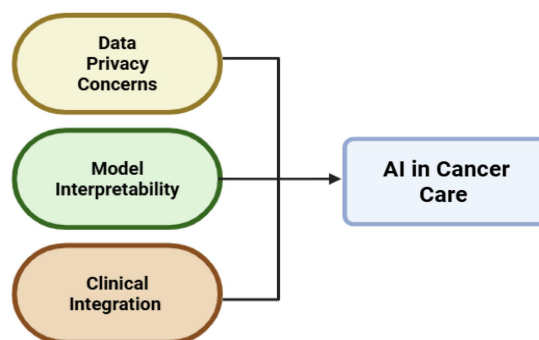 Data
Privacy
Concerns
Model
Interpretability
Clinical
Integration
AI in Cancer
Care